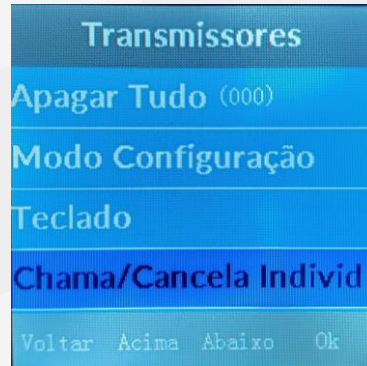 Transmissores
Apagar Tudo (000)
Modo Configuração
Teclado
Chama/Cancela Individ
Voltar Acima Abaixo Ok